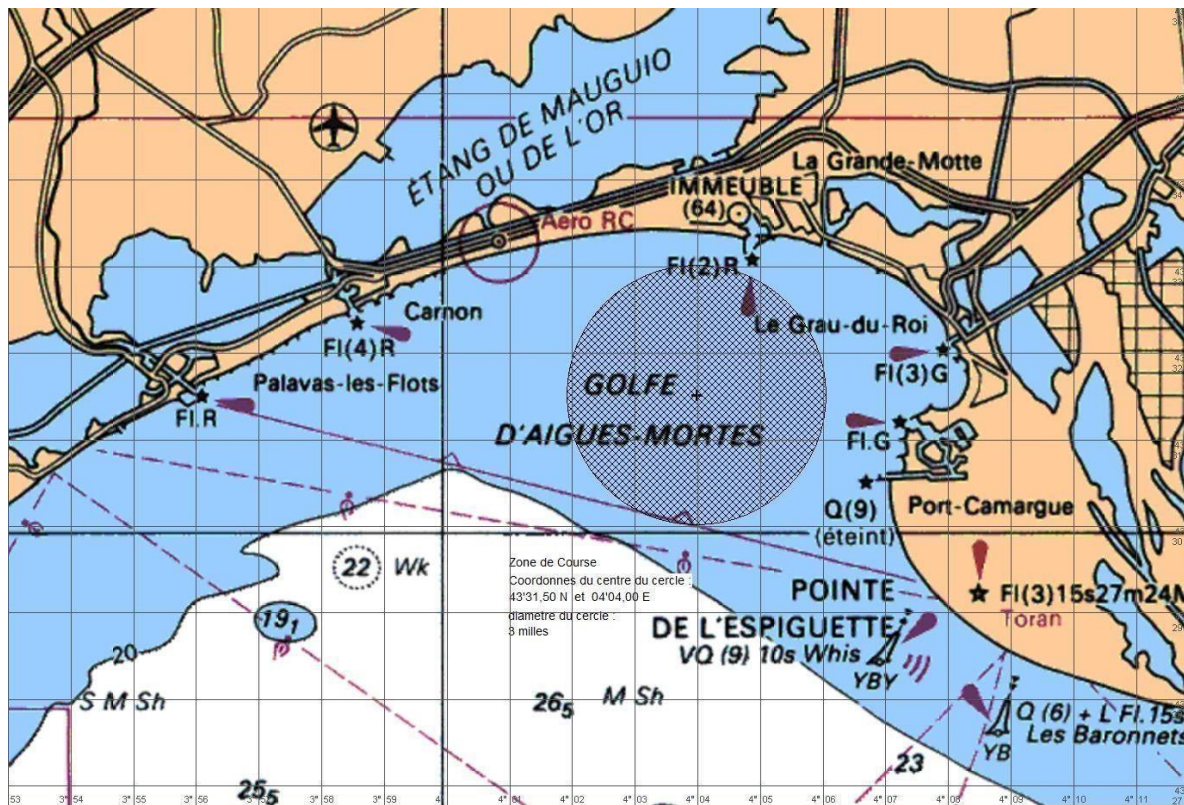 ÉTANG DE MAUGUIO
OU DE L'OR
La Grande-Motte
IMMEUBLE
(64)
Aero RC
Fl(2)R
Carnon
Fl(4)R
Le Grau-du-Roi
Fl(3)G
Palavas-les-Flots
Fl.R
GOLFE
D'AIGUES-MORTES
Fl.G
Q(9)
(éteint)
Port-Camargue
22 Wk
Zone de Course
Coordonnes du centre du cercle :
43'31,50 N et 04'04,00 E
diametre du cercle :
3 milles
POINTE
DE L'ESPIGUETTE
Fl(3)15s27m24M
Toran
VQ (9) 10s Whis
YBY
19₁
20
S M Sh
26₅
M Sh
Q (6) + L Fl.15s
Les Baronnets
YB
23
25₅
53 3° 54 3° 55 3° 56 3° 57 3° 58 3° 59 4° 01 4° 02 4° 03 4° 04 4° 05 4° 06 4° 07 4° 08 4° 09 4° 10 4° 11